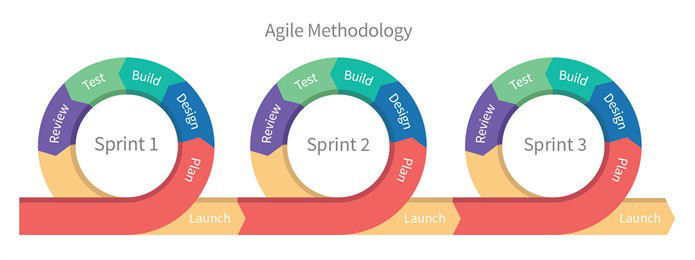 Agile Methodology
Sprint 1
Plan
Design
Build
Test
Review
Launch
Sprint 2
Plan
Design
Build
Test
Review
Launch
Sprint 3
Plan
Design
Build
Test
Review
Launch